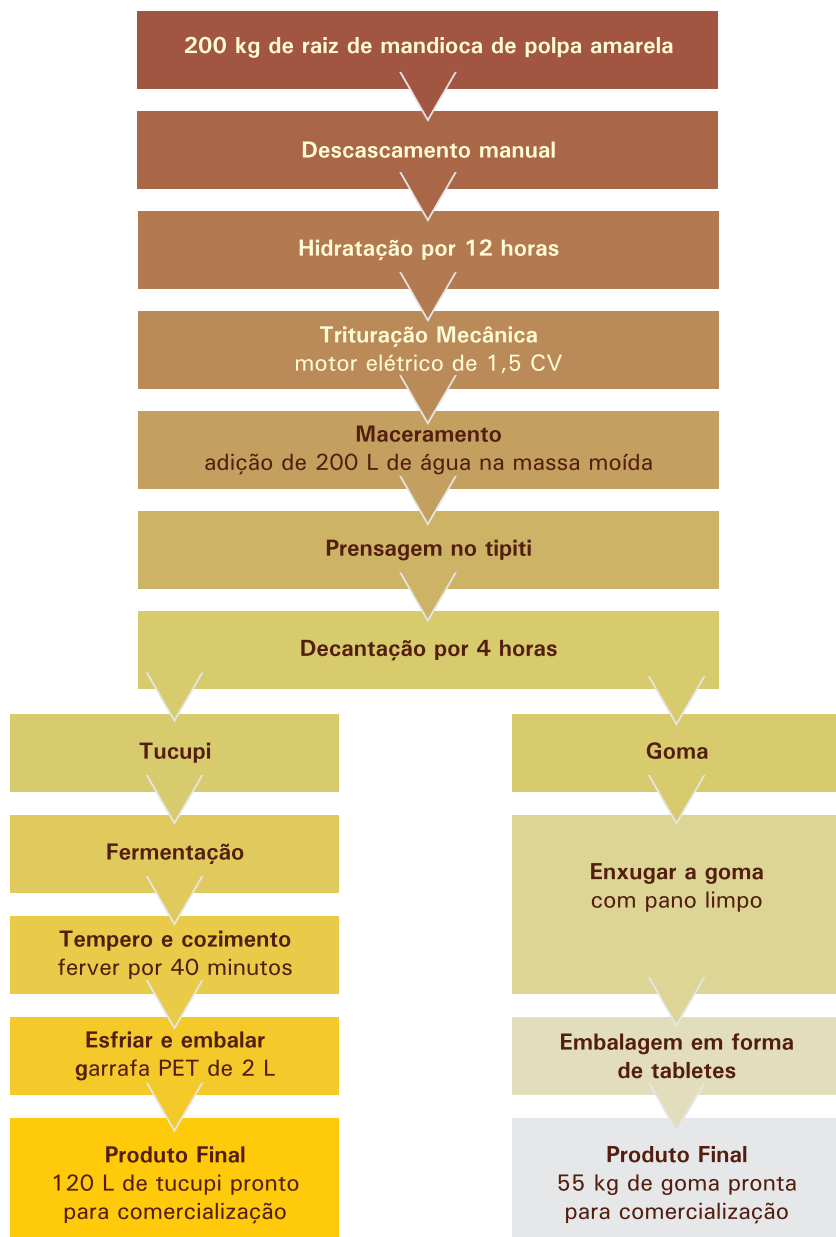 200 kg de raiz de mandioca de polpa amarela
Descascamento manual
Hidratação por 12 horas
Trituração Mecânica
motor elétrico de 1,5 CV
Maceramento
adição de 200 L de água na massa moída
Prensagem no tipiti
Decantação por 4 horas
Tucupi
Fermentação
Tempero e cozimento
ferver por 40 minutos
Esfriar e embalar
garrafa PET de 2 L
Produto Final
120 L de tucupi pronto
para comercialização
Goma
Enxugar a goma
com pano limpo
Embalagem em forma
de tabletes
Produto Final
55 kg de goma pronta
para comercialização